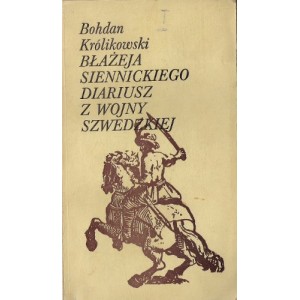 Bohdan
Królikowski
BŁAŻEJA
SIENNICKIEGO
DIARIUSZ
Z WOJNY
SZWEDZKIEJ